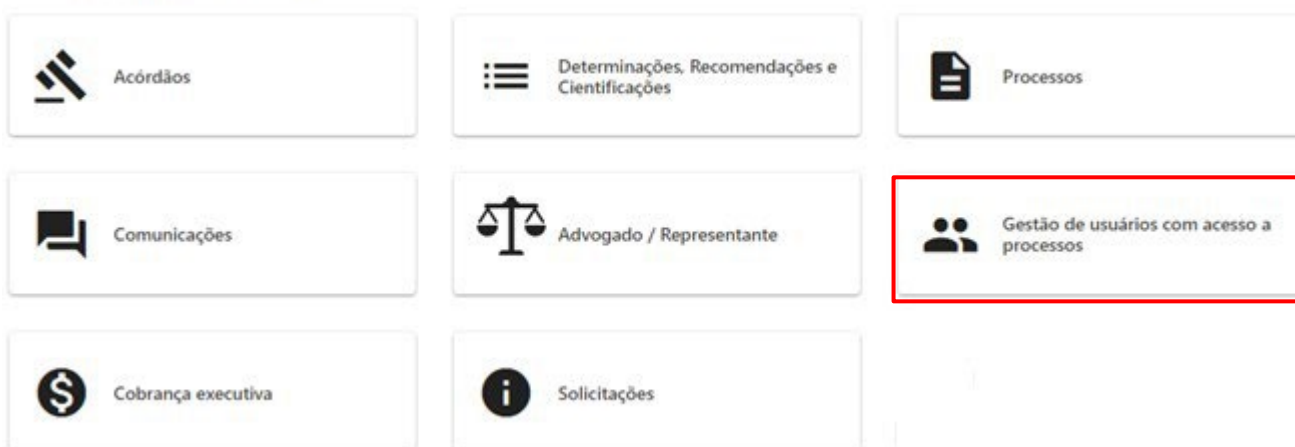 Acórdãos
Determinações, Recomendações e
Cientificações
Processos
Comunicações
Advogado / Representante
Gestão de usuários com acesso a
processos
Cobrança executiva
Solicitações